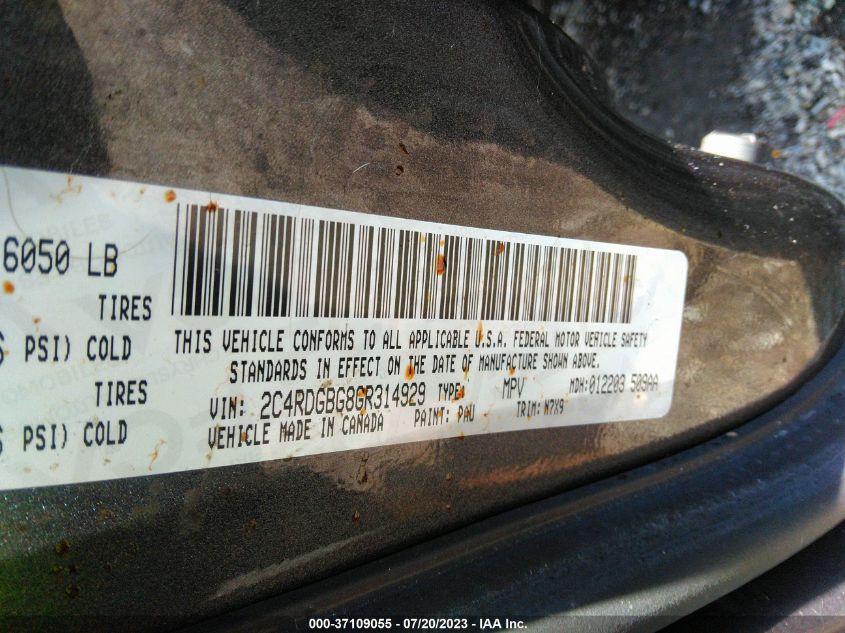 6050 LB
TIRES
PSI) COLD
TIRES
PSI) COLD
THIS VEHICLE CONFORMS TO ALL APPLICABLE U.S.A. FEDERAL MOTOR VEHICLE SAFETY
STANDARDS IN EFFECT ON THE DATE OF MANUFACTURE SHOWN ABOVE.
VIN: 2C4RDGBG8GR314929 TYPE: MPV MDH: 012203 509AA
VEHICLE MADE IN CANADA PAINT: PAU TRIM: N7X9
000-37109055 - 07/20/2023 - IAA Inc.